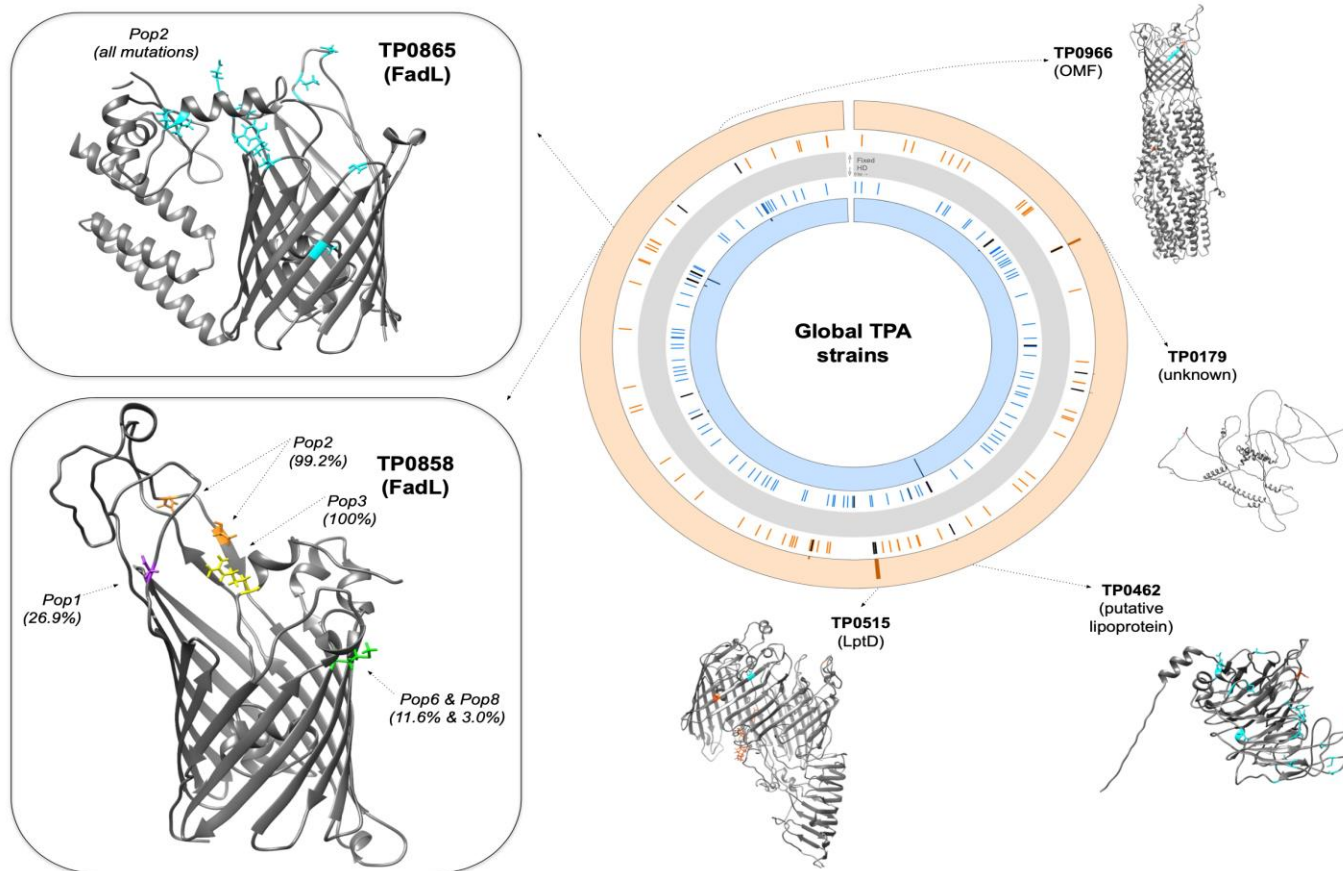 Pop2
(all mutations)
TP0865
(FadL)
TP0966
(OMF)
Fixed
HD
Global TPA
strains
TP0179
(unknown)
Pop2
(99.2%)
TP0858
(FadL)
Pop3
(100%)
Pop1
(26.9%)
Pop6 & Pop8
(11.6% & 3.0%)
TP0515
(LptD)
TP0462
(putative
lipoprotein)